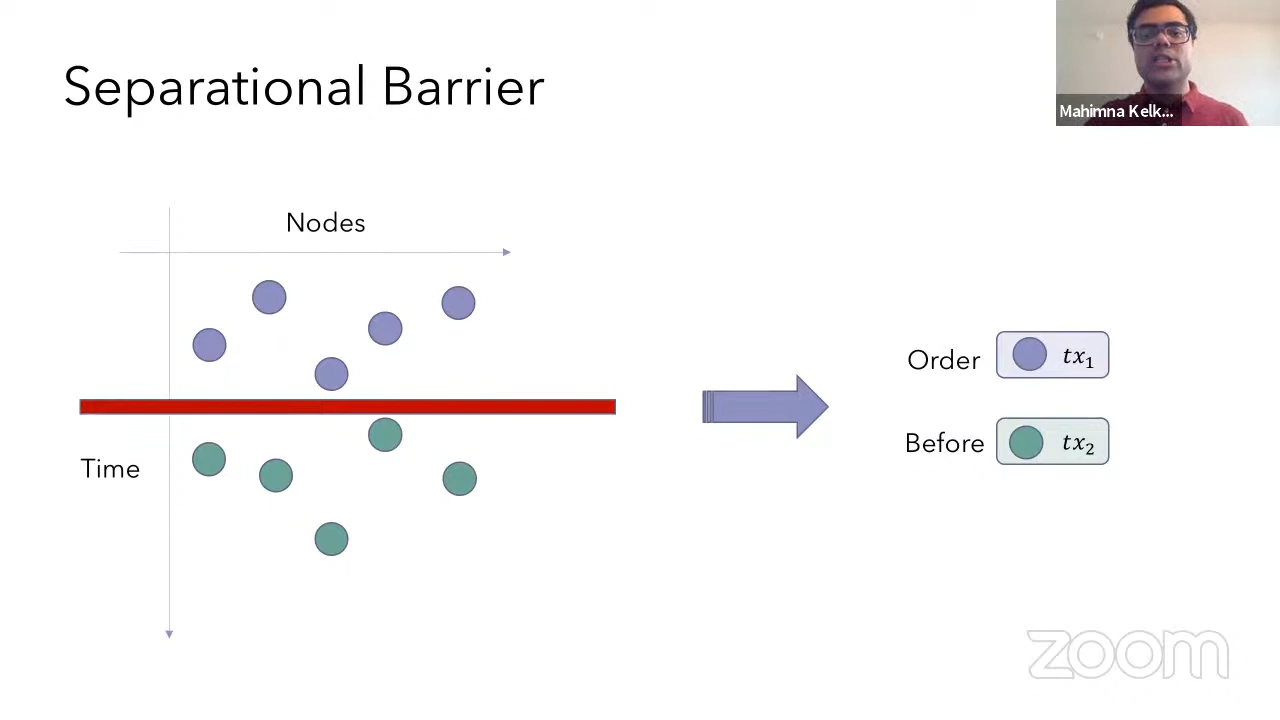 Separational Barrier
Mahimna Kelk...
Nodes
Time
Order
tx₁
Before
tx₂
zoom